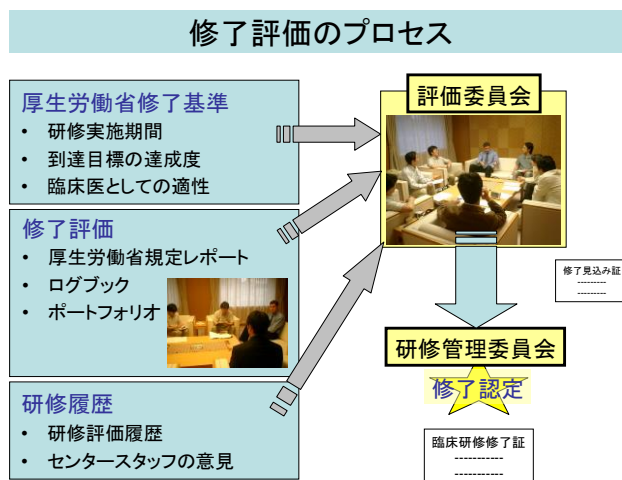 修了評価のプロセス
厚生労働省修了基準
• 研修実施期間
• 到達目標の達成度
• 臨床医としての適性
修了評価
• 厚生労働省規定レポート
• ログブック
• ポートフォリオ
研修履歴
• 研修評価履歴
• センタースタッフの意見
評価委員会
修了見込み証
---------
---------
研修管理委員会
修了認定
臨床研修修了証
-----------
-----------